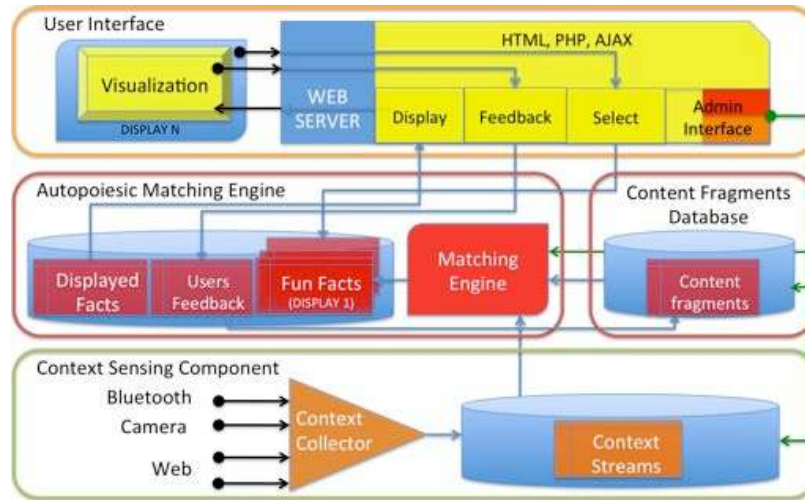 User Interface
HTML, PHP, AJAX
Visualization
DISPLAY N
WEB
SERVER
Display
Feedback
Select
Admin
Interface
Autopoiesic Matching Engine
Content Fragments
Database
Displayed
Facts
Users
Feedback
Fun Facts
(DISPLAY 1)
Matching
Engine
Content
fragments
Context Sensing Component
Bluetooth
Camera
Web
Context
Collector
Context
Streams